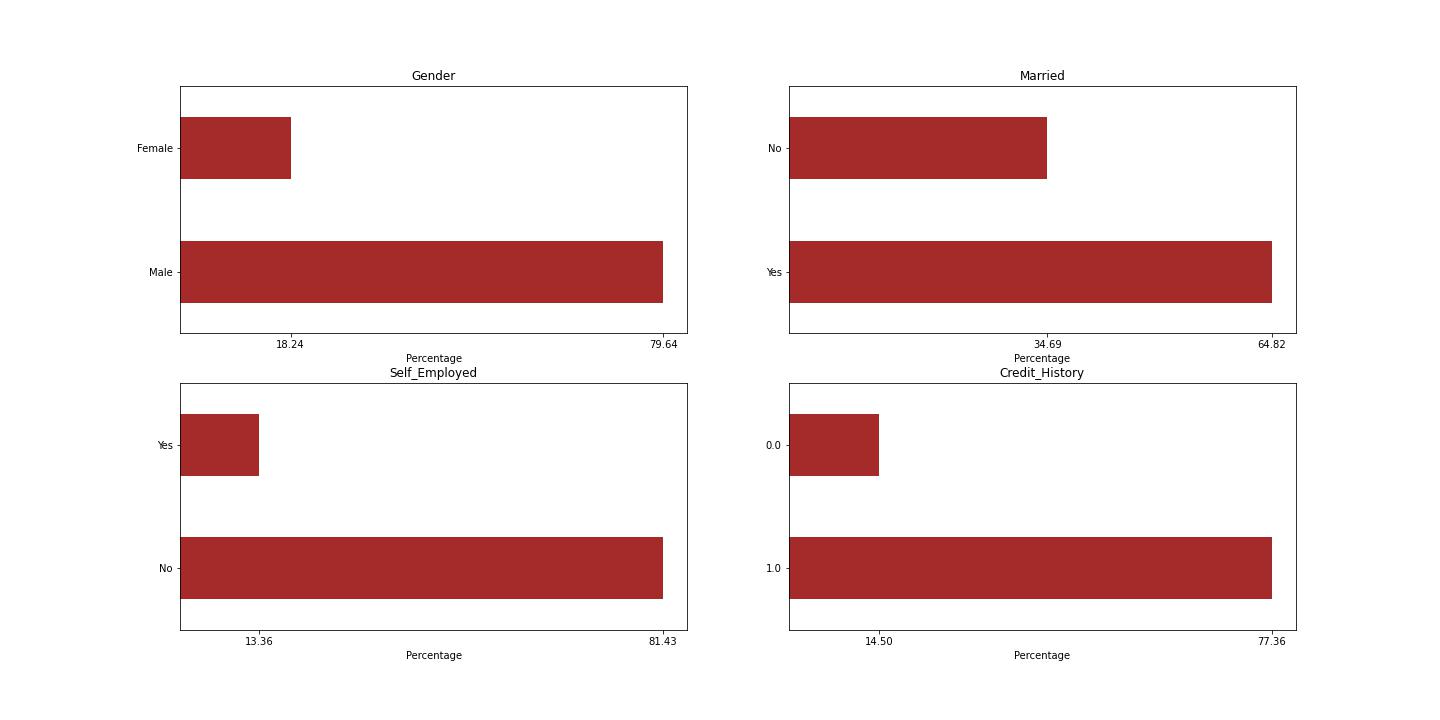 Gender
Female
Male
18.24 79.64
Percentage
Married
No
Yes
34.69 64.82
Percentage
Self_Employed
Yes
No
13.36 81.43
Percentage
Credit_History
0.0
1.0
14.50 77.36
Percentage